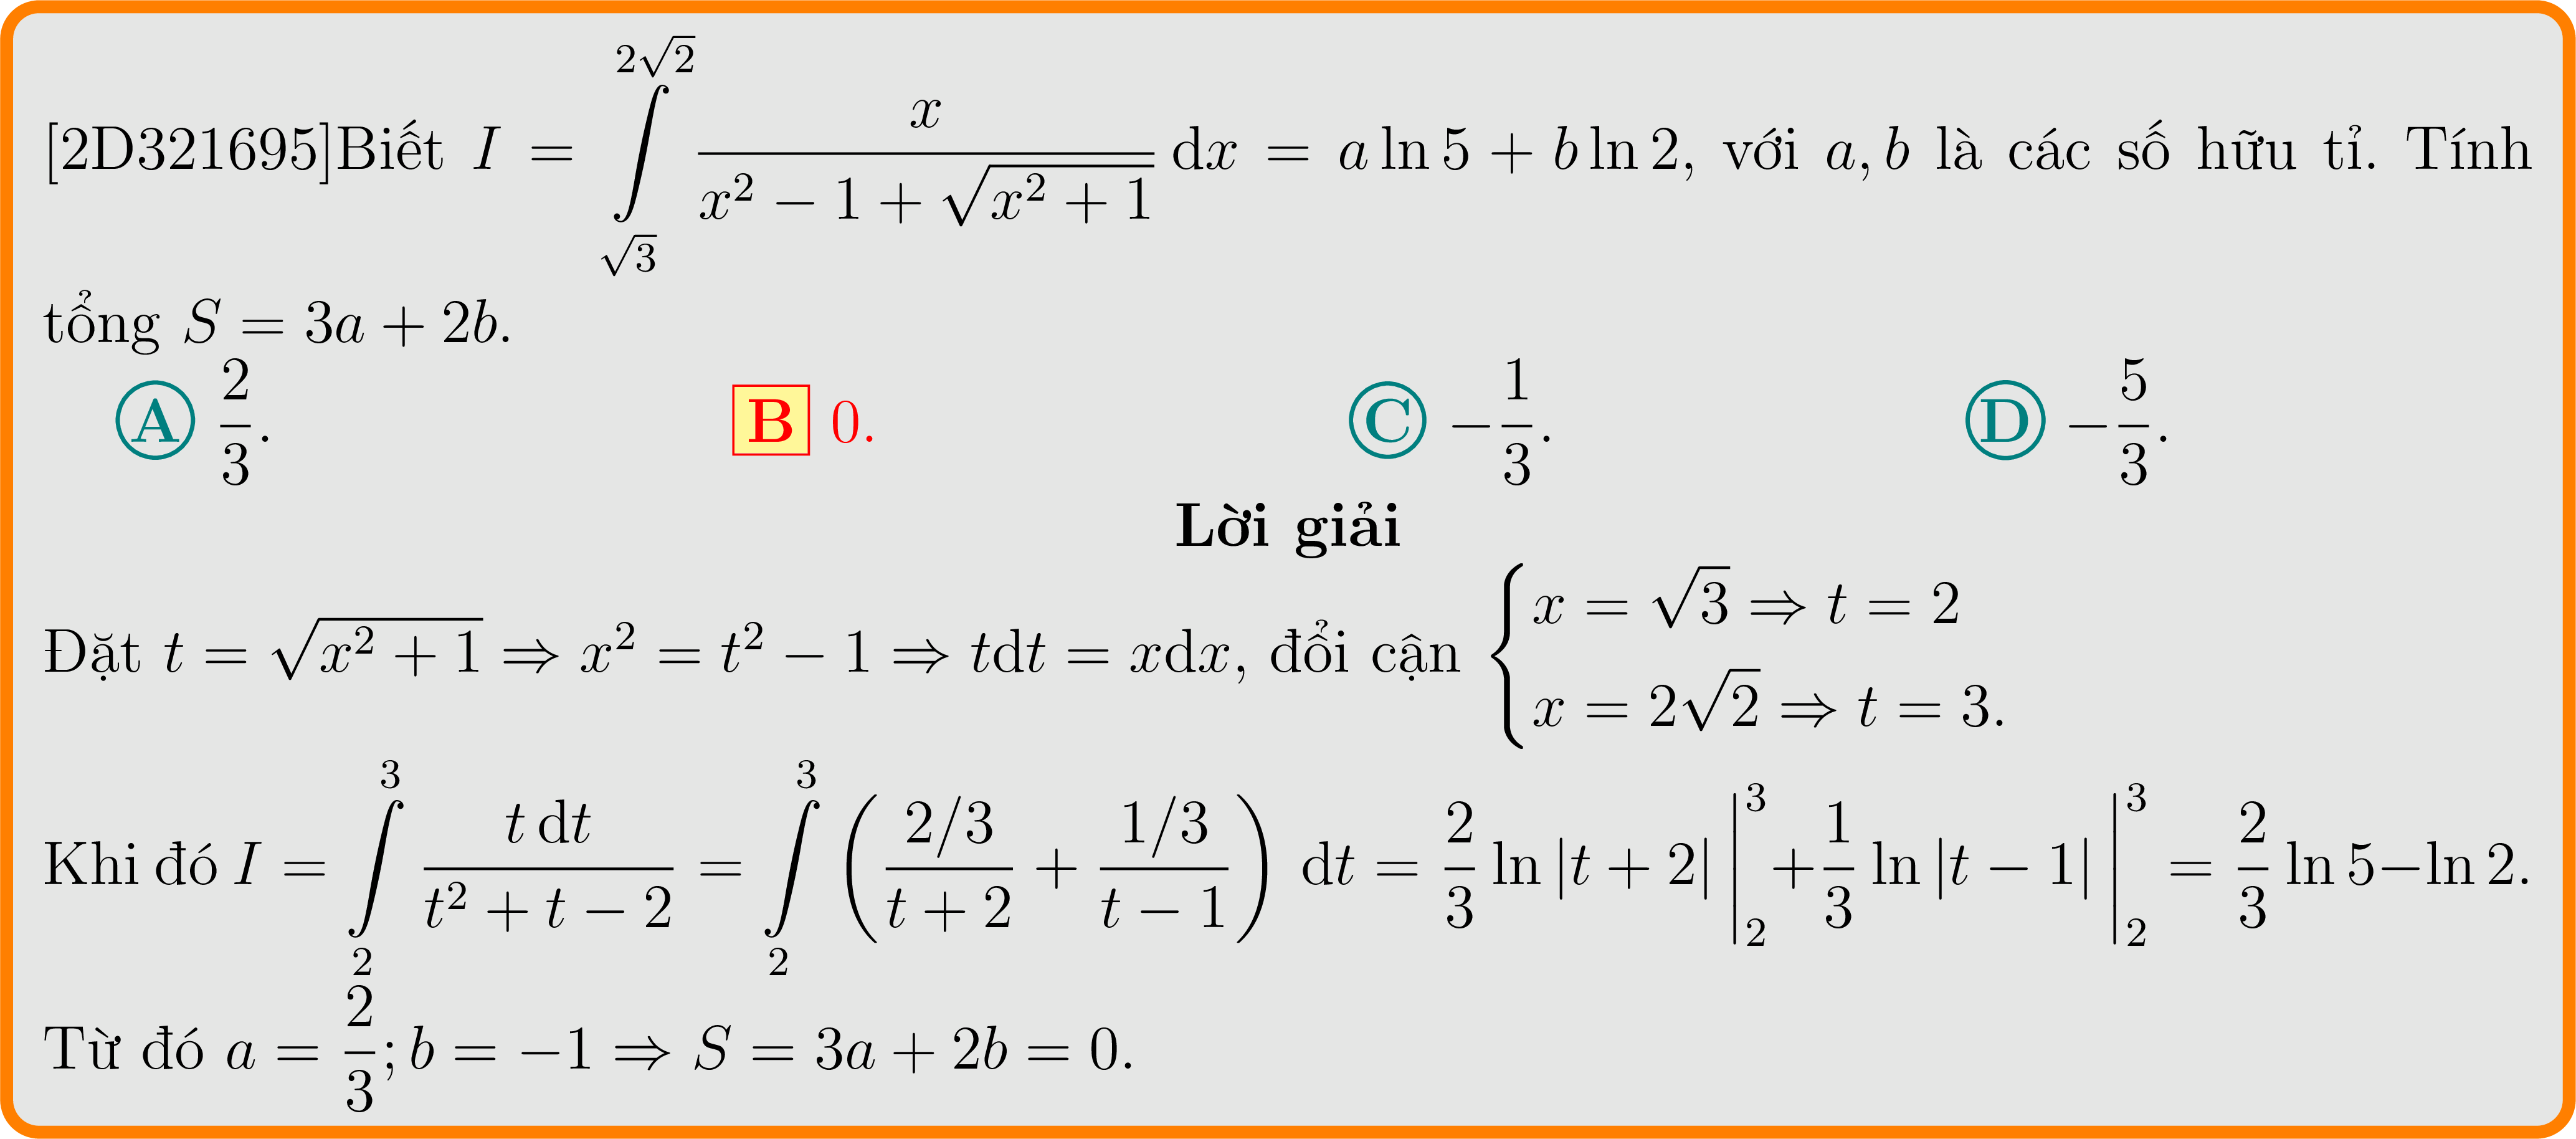 [2D321695]Biết $I = \int\limits_{\sqrt{3}}^{2\sqrt{2}} \frac{x}{x^2 - 1 + \sqrt{x^2 + 1}} \, \mathrm{d}x = a \ln 5 + b \ln 2$, với $a, b$ là các số hữu tỉ. Tính
tổng $S = 3a + 2b$.
A $\frac{2}{3}$. B 0. C $-\frac{1}{3}$. D $-\frac{5}{3}$.
Lời giải
Đặt $t = \sqrt{x^2 + 1} \Rightarrow x^2 = t^2 - 1 \Rightarrow t\mathrm{d}t = x\mathrm{d}x$, đổi cận $\begin{cases} x = \sqrt{3} \Rightarrow t = 2 \\ x = 2\sqrt{2} \Rightarrow t = 3. \end{cases}$
Khi đó $I = \int\limits_{2}^{3} \frac{t \, \mathrm{d}t}{t^2 + t - 2} = \int\limits_{2}^{3} \left( \frac{2/3}{t + 2} + \frac{1/3}{t - 1} \right) \mathrm{d}t = \frac{2}{3} \ln |t + 2| \Big|_{2}^{3} + \frac{1}{3} \ln |t - 1| \Big|_{2}^{3} = \frac{2}{3} \ln 5 - \ln 2$.
Từ đó $a = \frac{2}{3}; b = -1 \Rightarrow S = 3a + 2b = 0$.